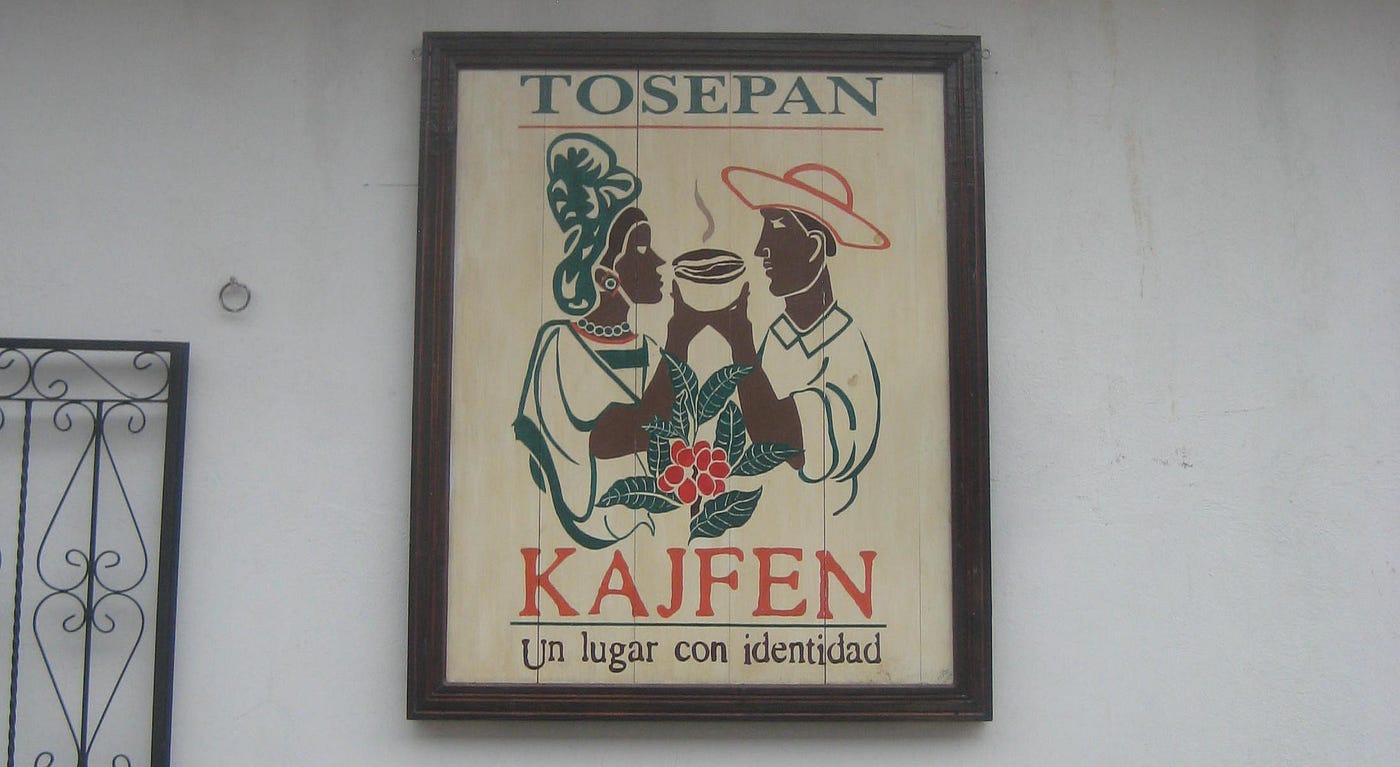 TOSEPAN
KAJFEN
Un lugar con identidad